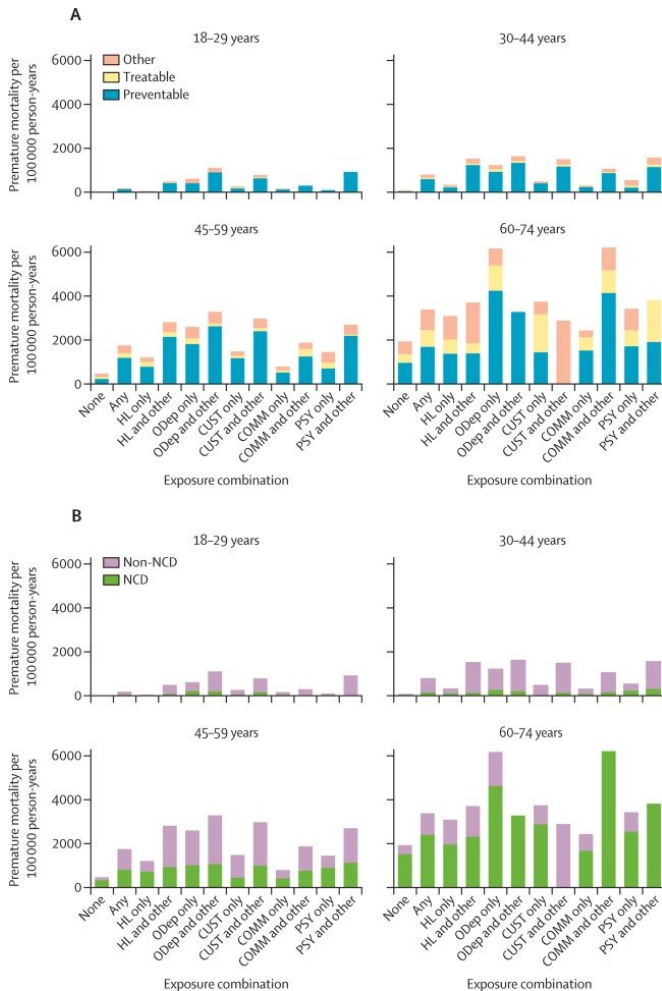 A
18–29 years
30–44 years
Premature mortality per
100 000 person-years
6000
4000
2000
0
Other
Treatable
Preventable
45–59 years
60–74 years
Premature mortality per
100 000 person-years
6000
4000
2000
0
None
Any
HL only
HL and other
ODep only
ODep and other
CUST only
CUST and other
COMM only
COMM and other
PSY only
PSY and other
None
Any
HL only
HL and other
ODep only
ODep and other
CUST only
CUST and other
COMM only
COMM and other
PSY only
PSY and other
Exposure combination
Exposure combination
B
18–29 years
30–44 years
Premature mortality per
100 000 person-years
6000
4000
2000
0
Non-NCD
NCD
45–59 years
60–74 years
Premature mortality per
100 000 person-years
6000
4000
2000
0
None
Any
HL only
HL and other
ODep only
ODep and other
CUST only
CUST and other
COMM only
COMM and other
PSY only
PSY and other
None
Any
HL only
HL and other
ODep only
ODep and other
CUST only
CUST and other
COMM only
COMM and other
PSY only
PSY and other
Exposure combination
Exposure combination